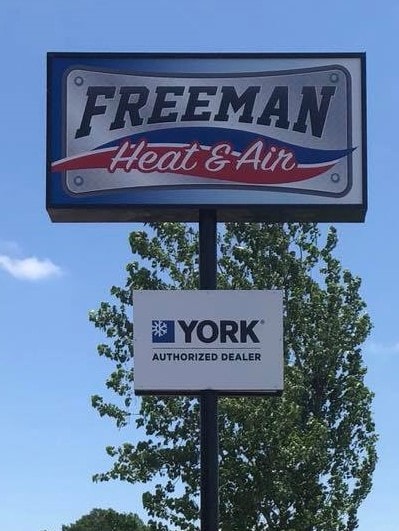 FREEMAN
Heat & Air
YORK®
AUTHORIZED DEALER